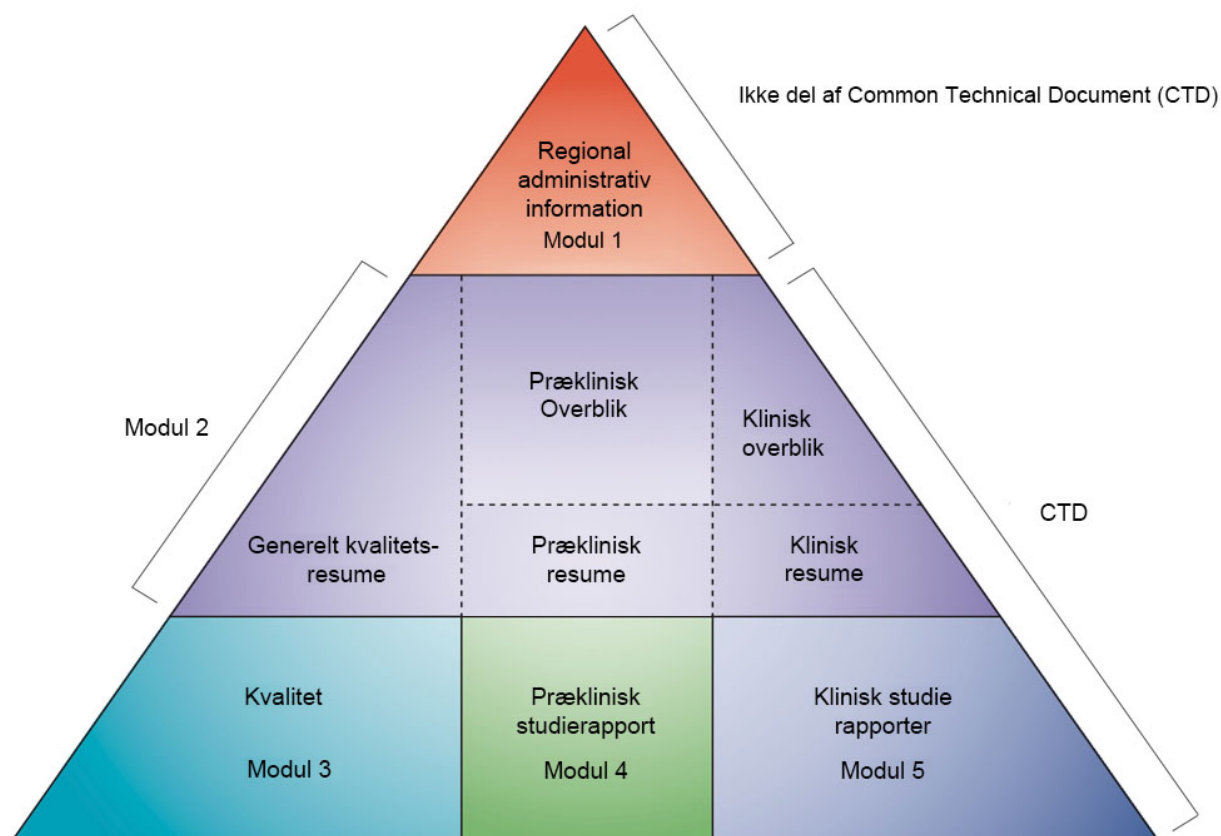 Ikke del af Common Technical Document (CTD)
Regional
administrativ
information
Modul 1
Modul 2
Præklinisk
Overblik
Klinisk
overblik
CTD
Generelt kvalitets-
resume
Præklinisk
resume
Klinisk
resume
Kvalitet
Modul 3
Præklinisk
studierapport
Modul 4
Klinisk studie
rapporter
Modul 5